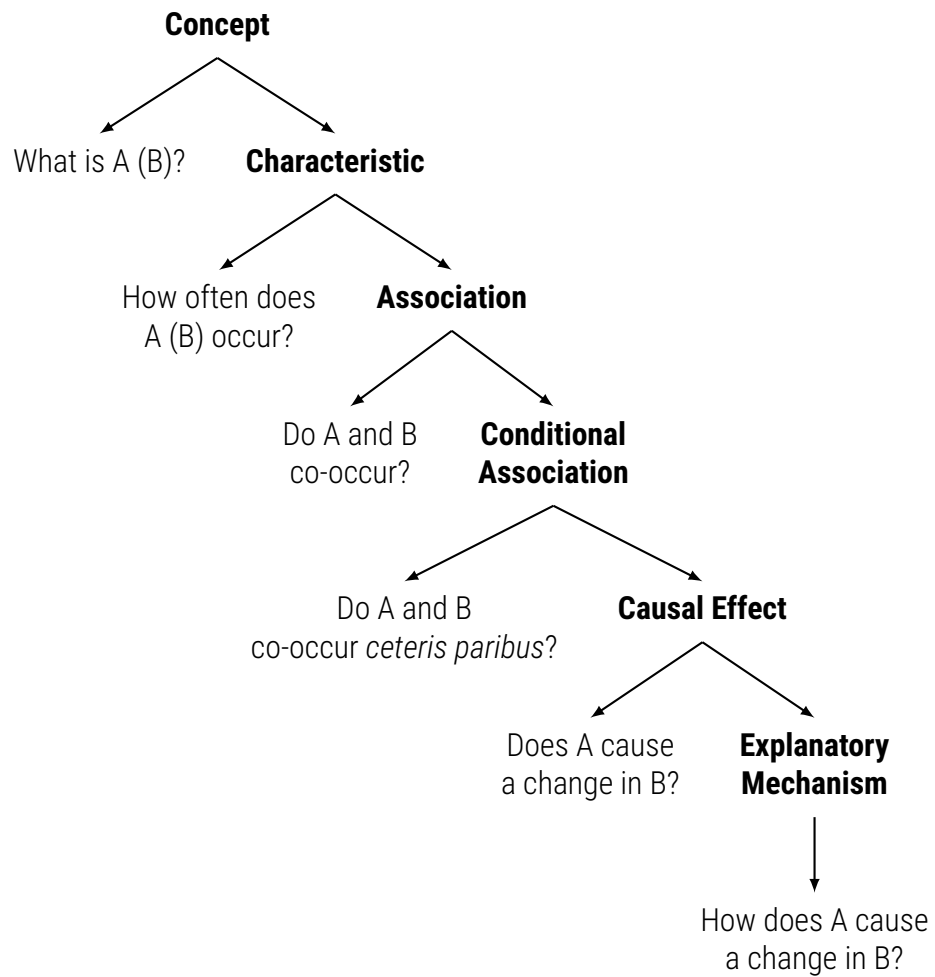 Concept
What is A (B)?
Characteristic
How often does
A (B) occur?
Association
Do A and B
co-occur?
Conditional
Association
Do A and B
co-occur ceteris paribus?
Causal Effect
Does A cause
a change in B?
Explanatory
Mechanism
How does A cause
a change in B?